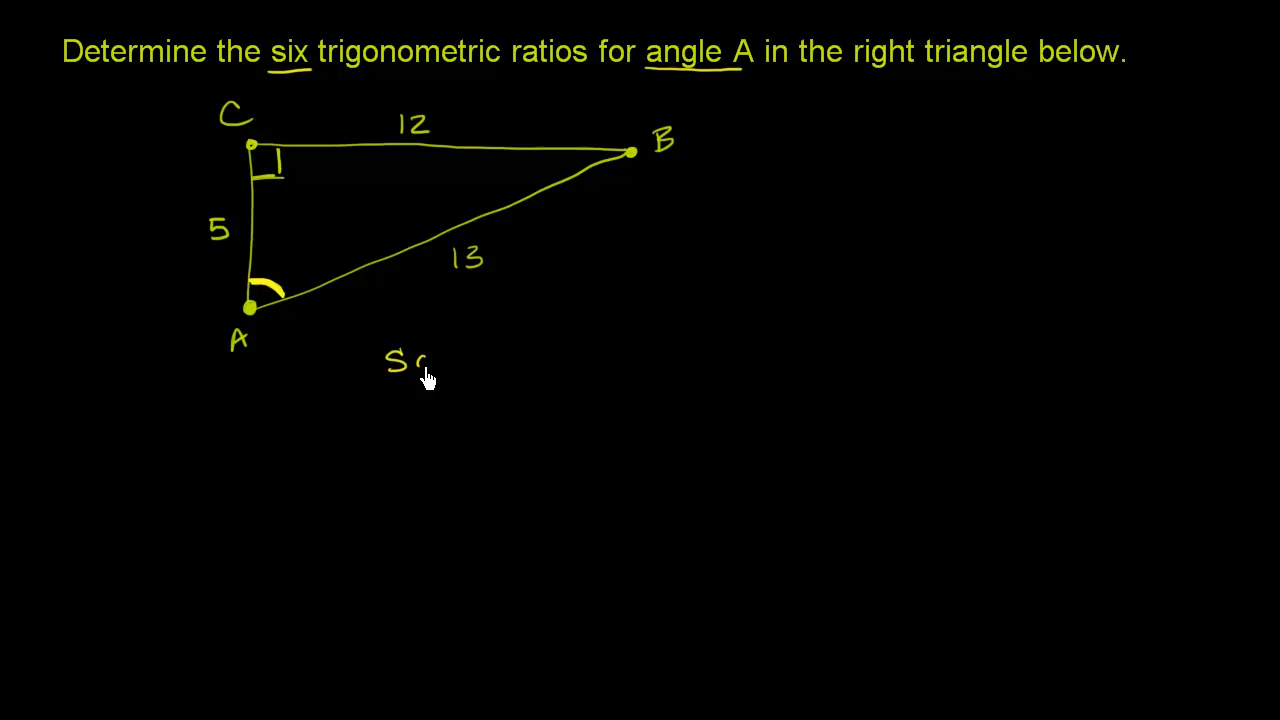 Determine the six trigonometric ratios for angle A in the right triangle below.
C
12
B
5
13
A
S